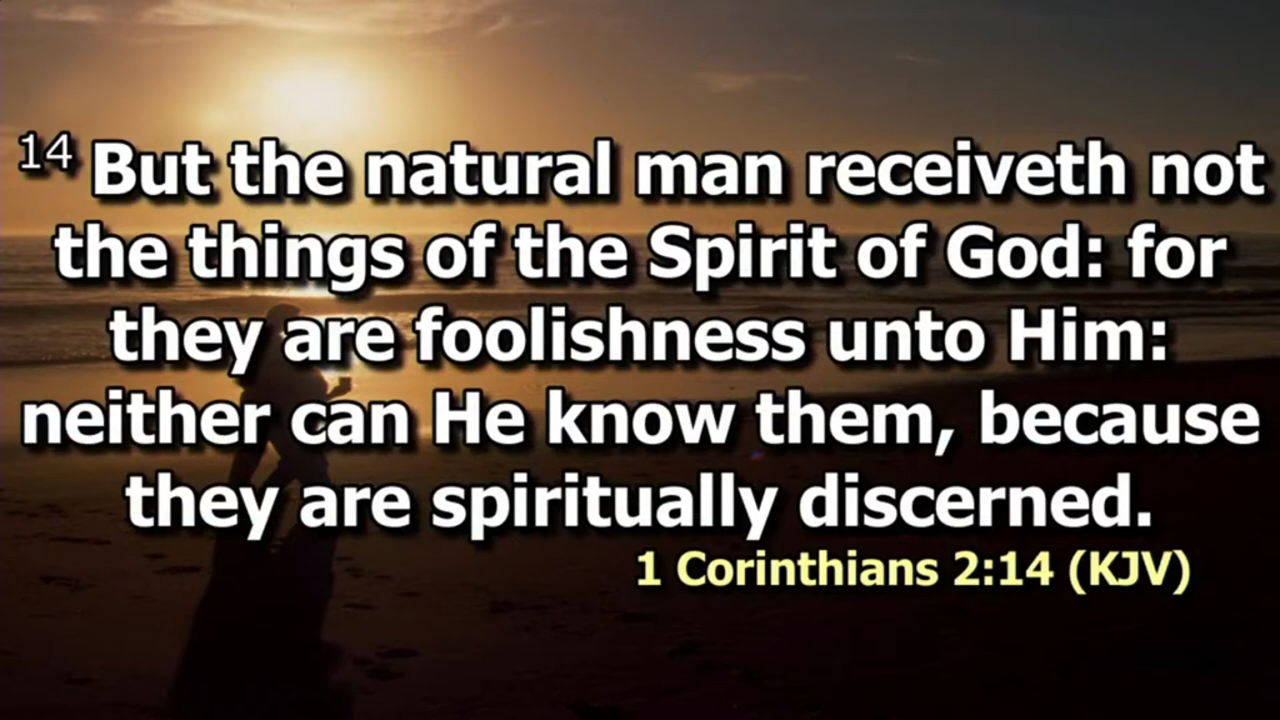 14 But the natural man receiveth not
the things of the Spirit of God: for
they are foolishness unto Him:
neither can He know them, because
they are spiritually discerned.
1 Corinthians 2:14 (KJV)